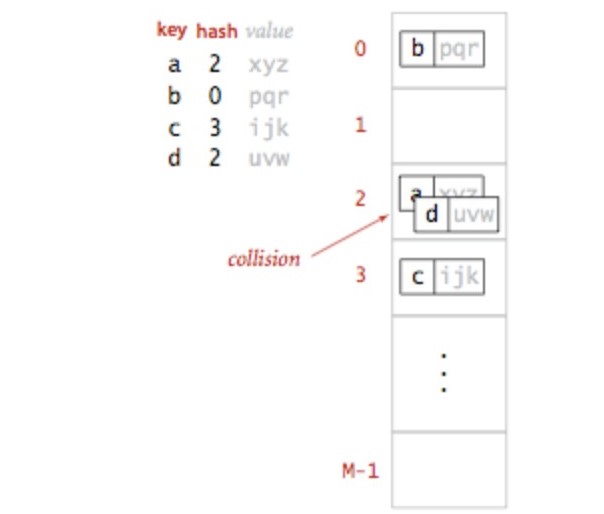 key hash value
a 2 xyz
b 0 pqr
c 3 ijk
d 2 uvw
collision
0 b pqr
1
2 a xyz
d uvw
3 c ijk
⋮
M-1